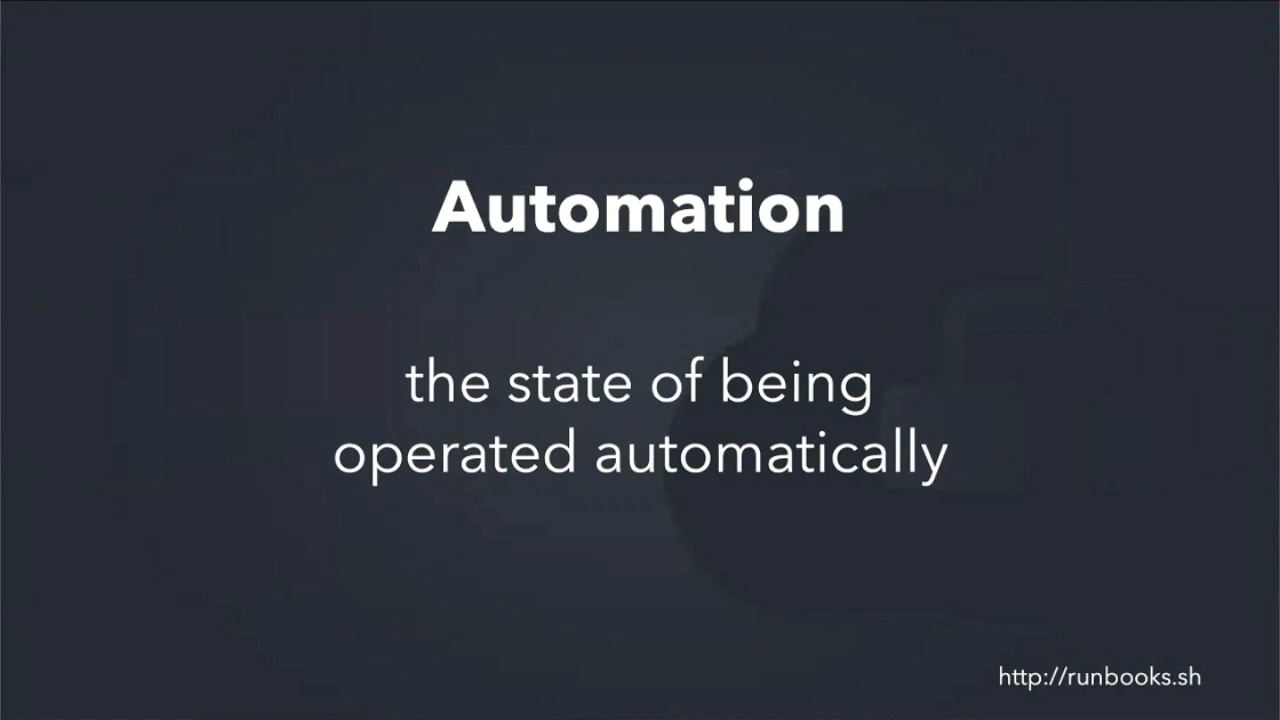 Automation
the state of being
operated automatically
http://runbooks.sh